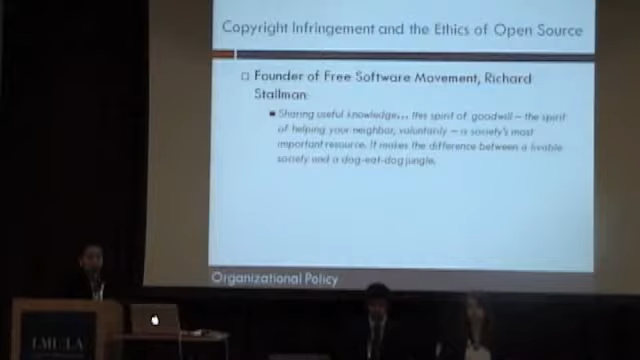 Copyright Infringement and the Ethics of Open Source
Founder of Free Software Movement, Richard
Stallman:
Sharing useful knowledge… the spirit of goodwill – the spirit
of helping your neighbor, voluntarily – a society's most
important resource. It makes the difference between a livable
society and a dog-eat-dog jungle.
Organizational Policy
LMU|LA